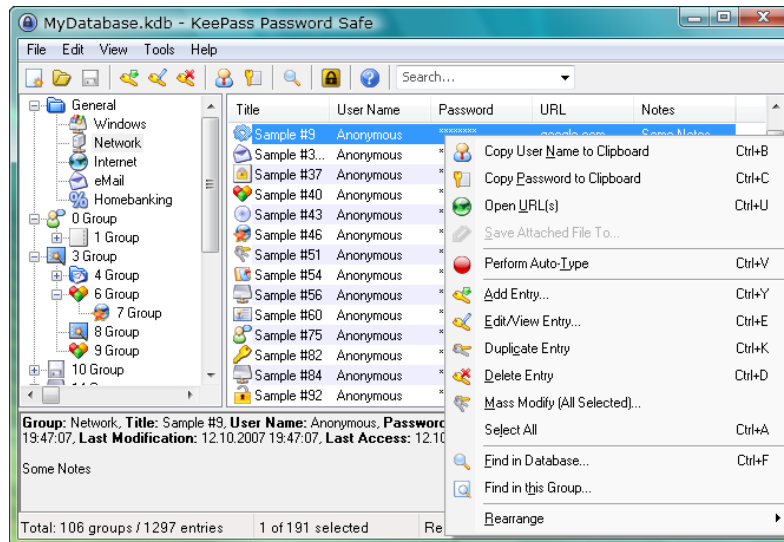 MyDatabase.kdb - KeePass Password Safe
File Edit View Tools Help
Search...
General
Windows
Network
Internet
eMail
Homebanking
0 Group
1 Group
3 Group
4 Group
6 Group
7 Group
8 Group
9 Group
10 Group
Title User Name Password URL Notes
Sample #9 Anonymous ******** google.com Some Notes
Sample #3... Anonymous *
Sample #37 Anonymous *
Sample #40 Anonymous *
Sample #43 Anonymous *
Sample #46 Anonymous *
Sample #51 Anonymous *
Sample #54 Anonymous *
Sample #56 Anonymous *
Sample #60 Anonymous *
Sample #75 Anonymous *
Sample #82 Anonymous *
Sample #84 Anonymous *
Sample #92 Anonymous *
Copy User Name to Clipboard Ctrl+B
Copy Password to Clipboard Ctrl+C
Open URL(s) Ctrl+U
Save Attached File To...
Perform Auto-Type Ctrl+V
Add Entry... Ctrl+Y
Edit/View Entry... Ctrl+E
Duplicate Entry Ctrl+K
Delete Entry Ctrl+D
Mass Modify (All Selected)...
Select All Ctrl+A
Find in Database... Ctrl+F
Find in this Group...
Rearrange
Group: Network, Title: Sample #9, User Name: Anonymous, Password
19:47:07, Last Modification: 12.10.2007 19:47:07, Last Access: 12.10
Some Notes
Total: 106 groups / 1297 entries 1 of 191 selected Re